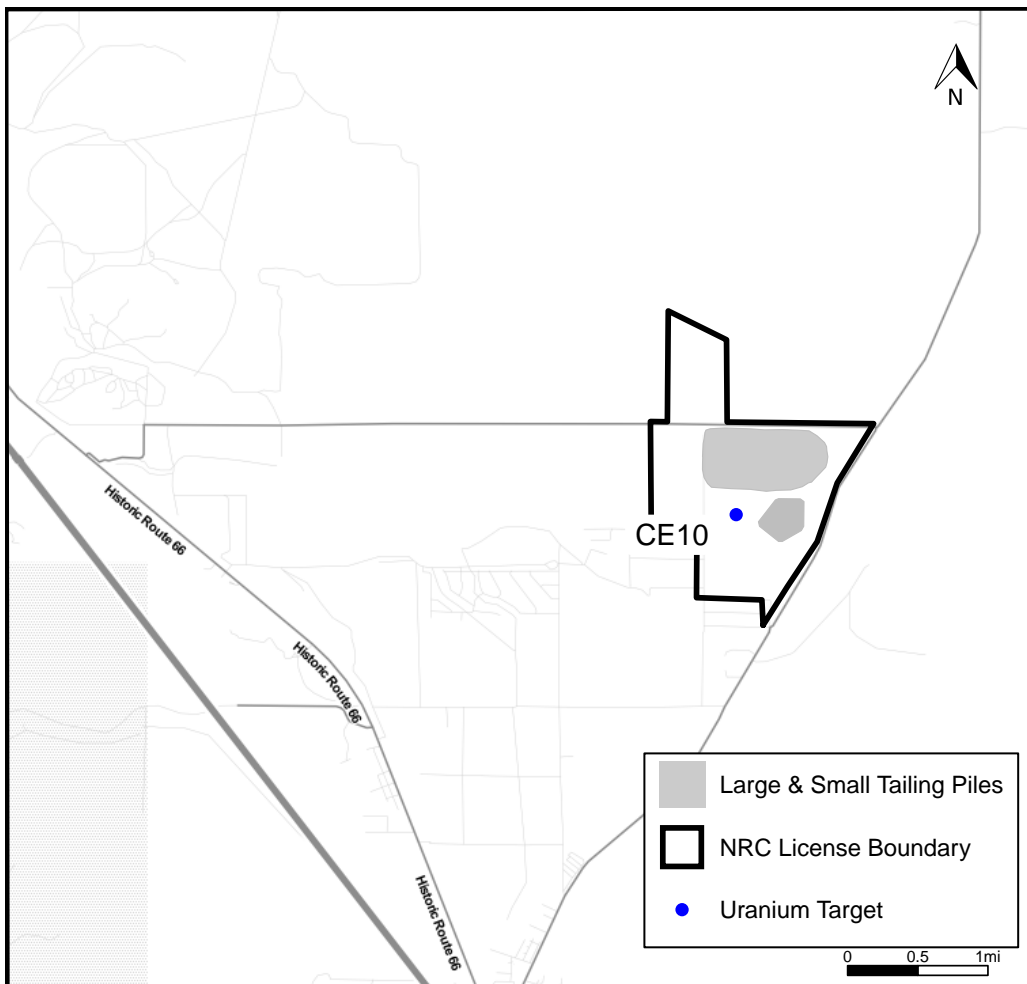 N
Historic Route 66
CE10
Historic Route 66
Historic Route 66
Large & Small Tailing Piles
NRC License Boundary
Uranium Target
0 0.5 1mi